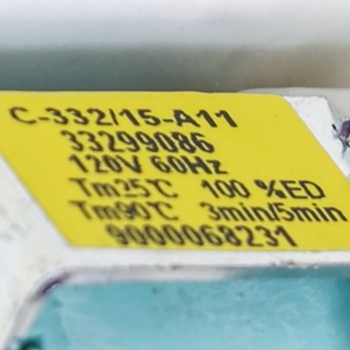 C-332/15-A11
33299086
120V 60Hz
Tm25℃ 100 %ED
Tm90℃ 3min/5min
9000068231